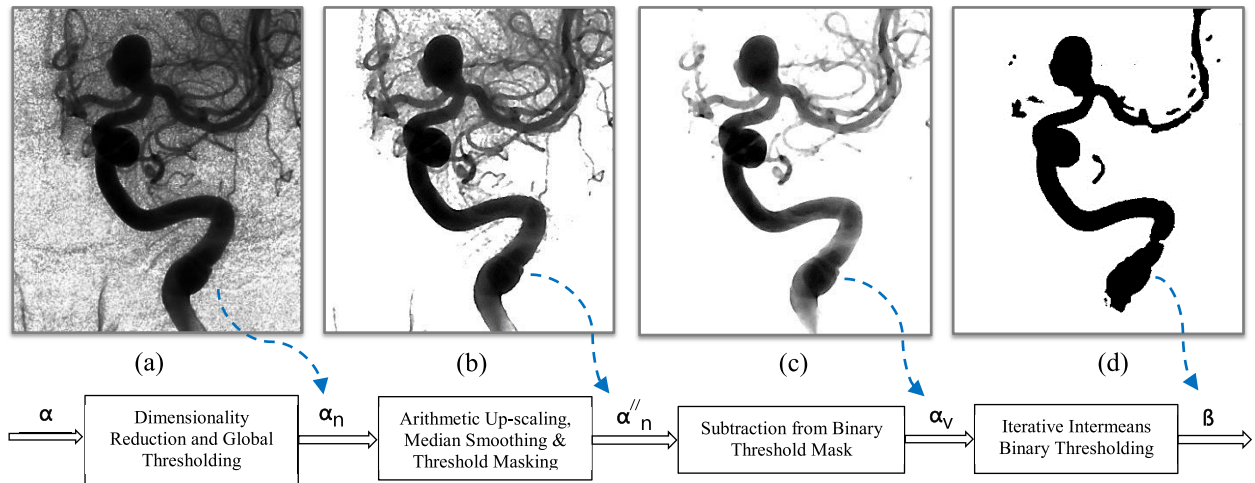 (a)
(b)
(c)
(d)
α
Dimensionality
Reduction and Global
Thresholding
αn
Arithmetic Up-scaling,
Median Smoothing &
Threshold Masking
α//n
Subtraction from Binary
Threshold Mask
αv
Iterative Intermeans
Binary Thresholding
ß